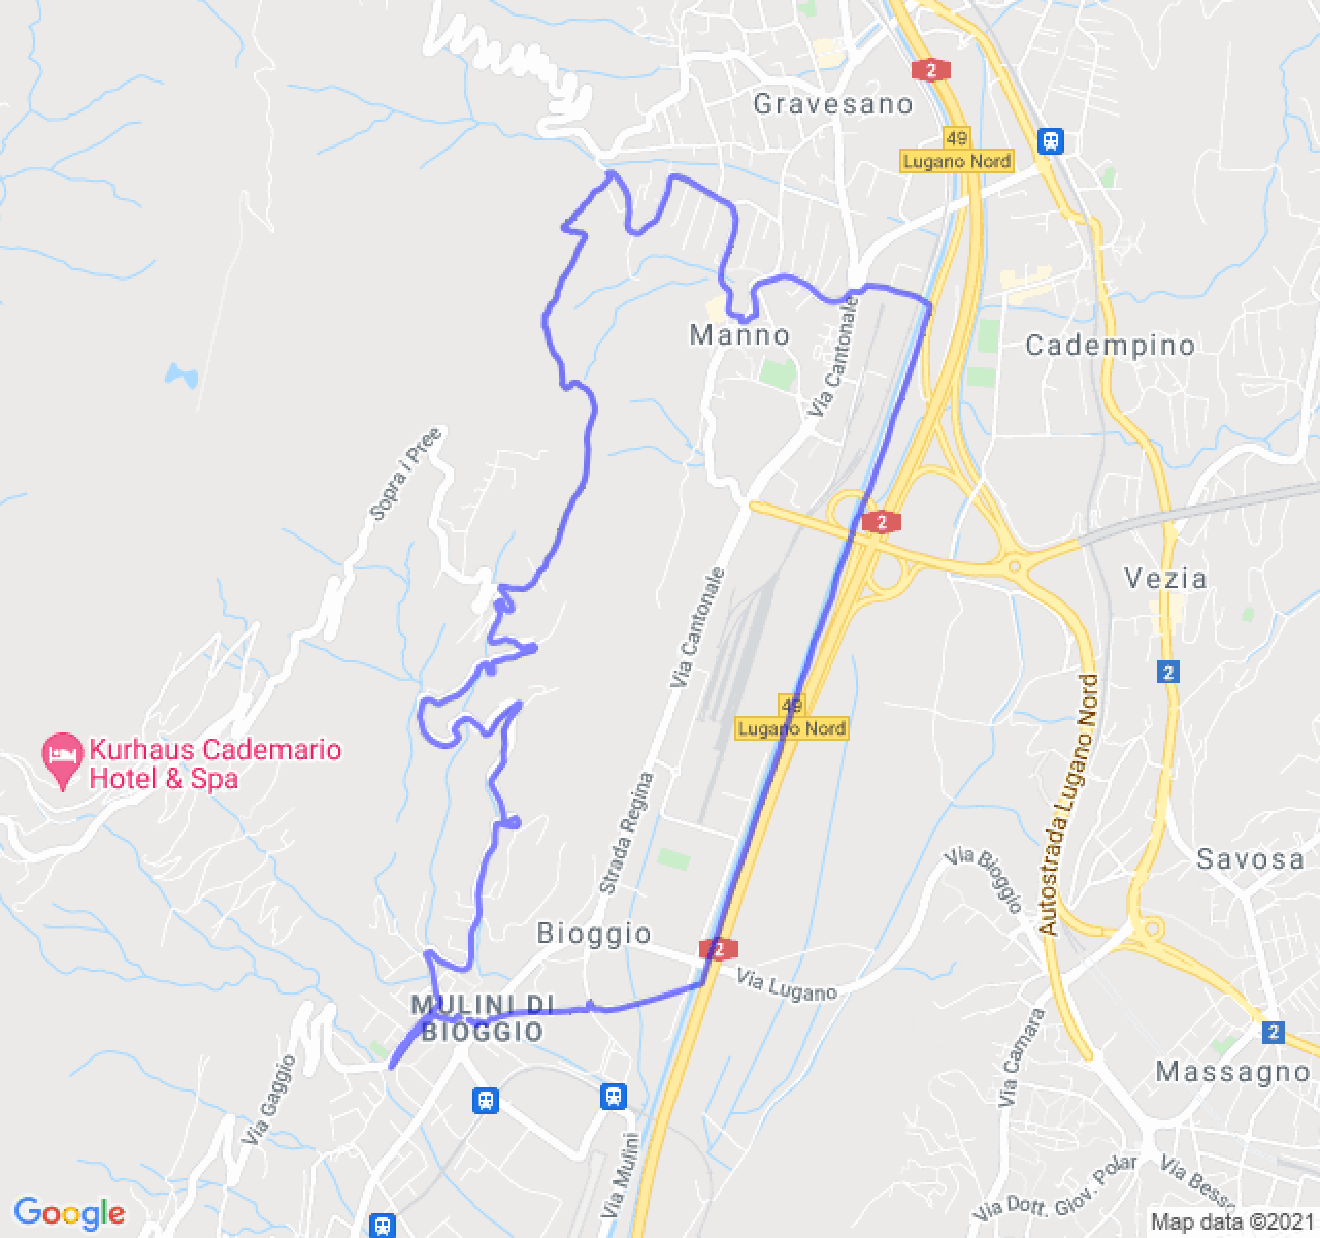 2
Gravesano
49
Lugano Nord
Manno
Via Cantonale
Cadempino
Sopra i Pree
2
Vezia
Via Cantonale
2
49
Lugano Nord
Autostrada Lugano Nord
Kurhaus Cademario
Hotel & Spa
Strada Regina
Via Bioggio
Savosa
Bioggio
2
Via Lugano
MULINI DI
BIOGGIO
2
Via Camara
Via Gaggio
Massagno
Via Mulini
Via Dott. Giov. Polar
Via Besso
Google
Map data ©2021